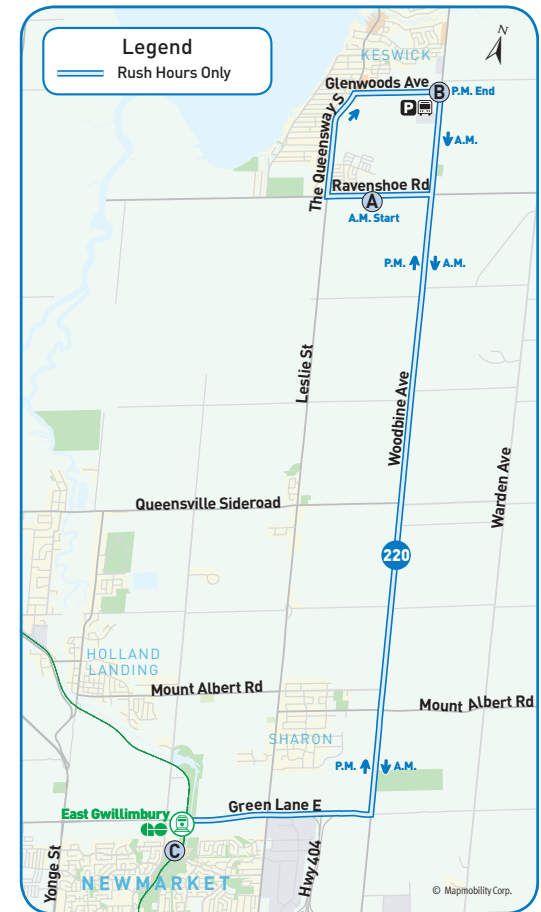 Legend
Rush Hours Only
N
KESWICK
Glenwoods Ave
B
P.M. End
P
The Queensway S
A.M.
Ravenshoe Rd
A
A.M. Start
P.M.
A.M.
Leslie St
Woodbine Ave
Warden Ave
Queensville Sideroad
220
HOLLAND
LANDING
Mount Albert Rd
Mount Albert Rd
SHARON
P.M.
A.M.
Green Lane E
East Gwillimbury
GO
C
Yonge St
NEWMARKET
Hwy 404
© Mapmobility Corp.